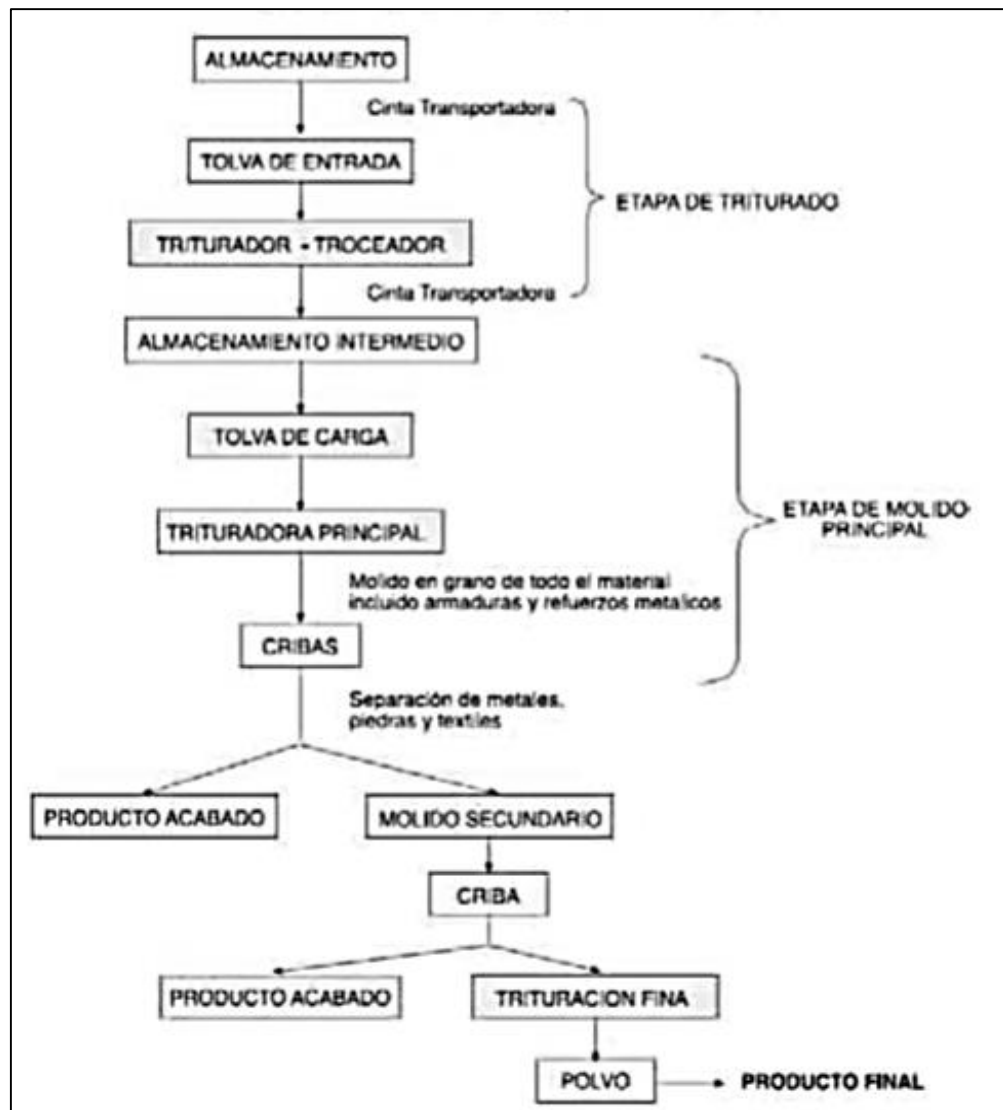 ALMACENAMIENTO
Cinta Transportadora
TOLVA DE ENTRADA
ETAPA DE TRITURADO
TRITURADOR - TROCEADOR
Cinta Transportadora
ALMACENAMIENTO INTERMEDIO
TOLVA DE CARGA
ETAPA DE MOLIDO
PRINCIPAL
TRITURADORA PRINCIPAL
Molido en grano de todo el material
incluido armaduras y refuerzos metalicos
CRIBAS
Separación de metales,
piedras y textiles
PRODUCTO ACABADO
MOLIDO SECUNDARIO
CRIBA
PRODUCTO ACABADO
TRITURACION FINA
POLVO
PRODUCTO FINAL